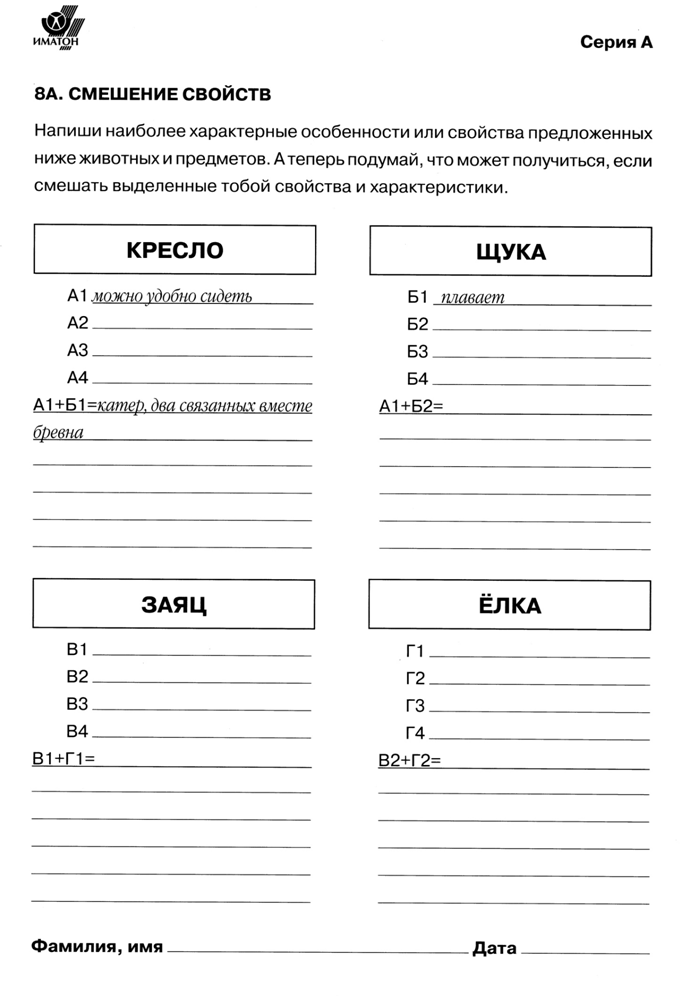 ИМАТОН
Серия А
8А. СМЕШЕНИЕ СВОЙСТВ
Напиши наиболее характерные особенности или свойства предложенных
ниже животных и предметов. А теперь подумай, что может получиться, если
смешать выделенные тобой свойства и характеристики.
КРЕСЛО
А1 можно удобно сидеть
А2
А3
А4
А1+Б1=катер, два связанных вместе
бревна
ЩУКА
Б1 плавает
Б2
Б3
Б4
А1+Б2=
ЗАЯЦ
В1
В2
В3
В4
В1+Г1=
ЁЛКА
Г1
Г2
Г3
Г4
В2+Г2=
Фамилия, имя Дата